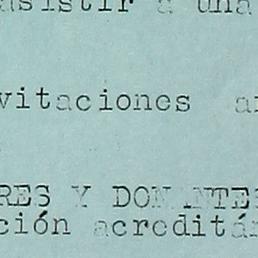 asistir a una
vitaciones a
RES Y DON
ción acreditá